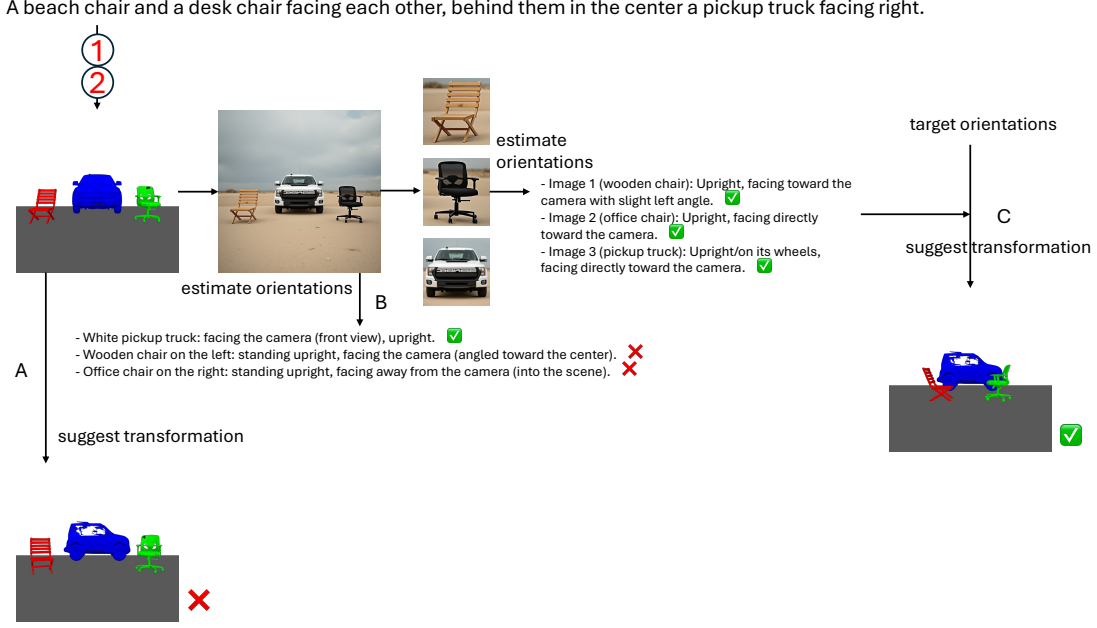 A beach chair and a desk chair facing each other, behind them in the center a pickup truck facing right.
1
2
estimate
orientations
- Image 1 (wooden chair): Upright, facing toward the
camera with slight left angle.
- Image 2 (office chair): Upright, facing directly
toward the camera.
- Image 3 (pickup truck): Upright/on its wheels,
facing directly toward the camera.
target orientations
C
suggest transformation
estimate orientations
B
- White pickup truck: facing the camera (front view), upright.
- Wooden chair on the left: standing upright, facing the camera (angled toward the center).
- Office chair on the right: standing upright, facing away from the camera (into the scene).
A
suggest transformation